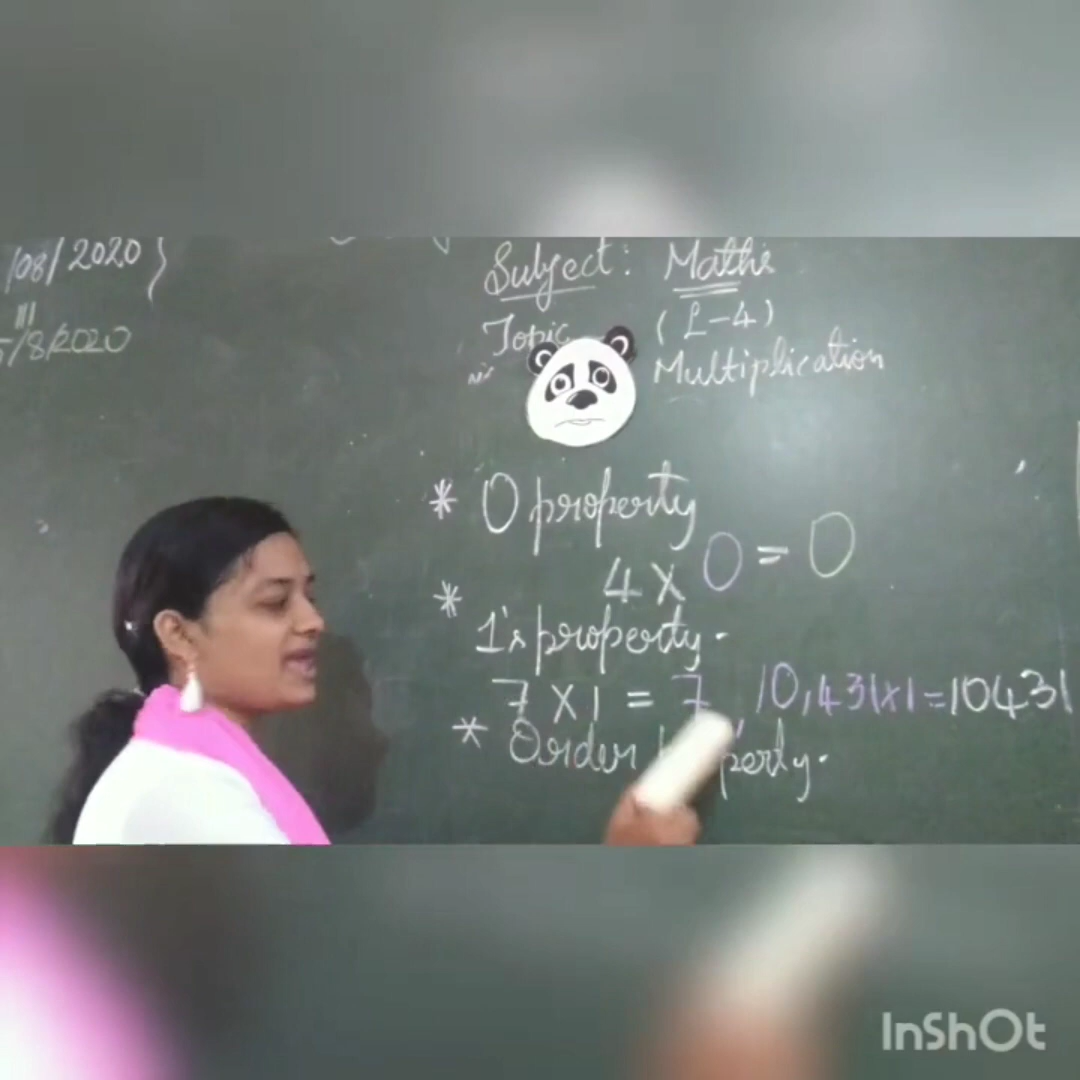 /08/2020
III
/8/2020
Subject: Maths
(L-4)
Topic
Multiplication
* 0 property
4 x 0 = 0
* 1's property.
7 x 1 = 7, 10,431x1=10431
* Order property.
InShOt